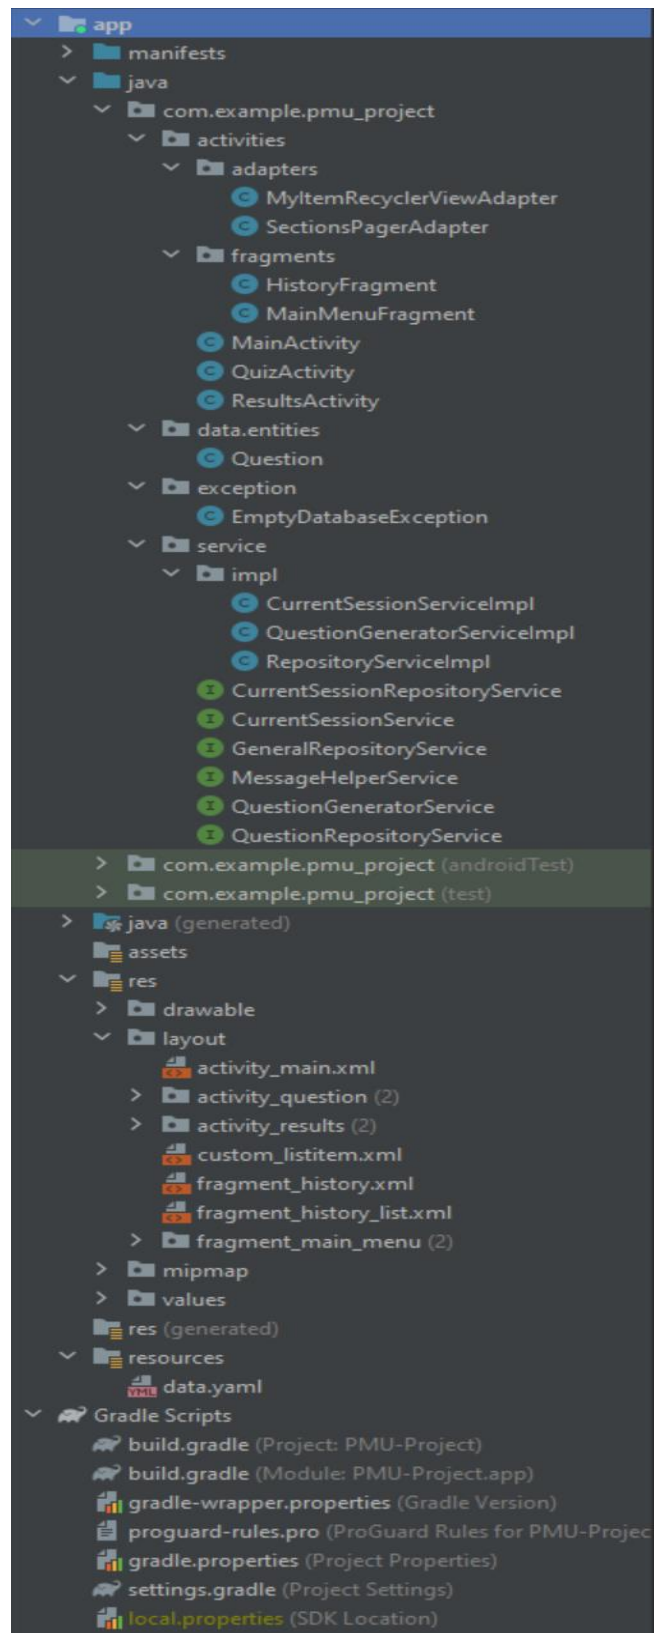 app
manifests
java
com.example.pmu_project
activities
adapters
MyItemRecyclerViewAdapter
SectionsPagerAdapter
fragments
HistoryFragment
MainMenuFragment
MainActivity
QuizActivity
ResultsActivity
data.entities
Question
exception
EmptyDatabaseException
service
impl
CurrentSessionServiceImpl
QuestionGeneratorServiceImpl
RepositoryServiceImpl
CurrentSessionRepositoryService
CurrentSessionService
GeneralRepositoryService
MessageHelperService
QuestionGeneratorService
QuestionRepositoryService
com.example.pmu_project (androidTest)
com.example.pmu_project (test)
java (generated)
assets
res
drawable
layout
activity_main.xml
activity_question (2)
activity_results (2)
custom_listitem.xml
fragment_history.xml
fragment_history_list.xml
fragment_main_menu (2)
mipmap
values
res (generated)
resources
data.yaml
Gradle Scripts
build.gradle (Project: PMU-Project)
build.gradle (Module: PMU-Project.app)
gradle-wrapper.properties (Gradle Version)
proguard-rules.pro (ProGuard Rules for PMU-Projec
gradle.properties (Project Properties)
settings.gradle (Project Settings)
local.properties (SDK Location)